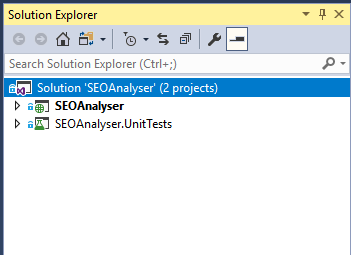 Solution Explorer
Search Solution Explorer (Ctrl+;)
Solution 'SEOAnalyser' (2 projects)
SEOAnalyser
SEOAnalyser.UnitTests